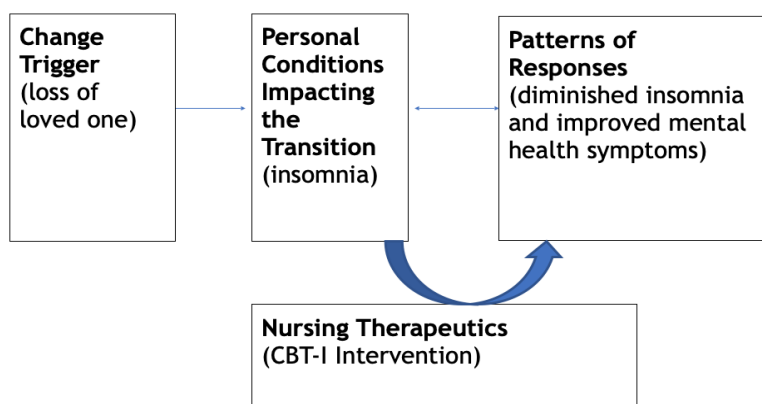 Change
Trigger
(loss of
loved one)
Personal
Conditions
Impacting
the
Transition
(insomnia)
Patterns of
Responses
(diminished insomnia
and improved mental
health symptoms)
Nursing Therapeutics
(CBT-I Intervention)